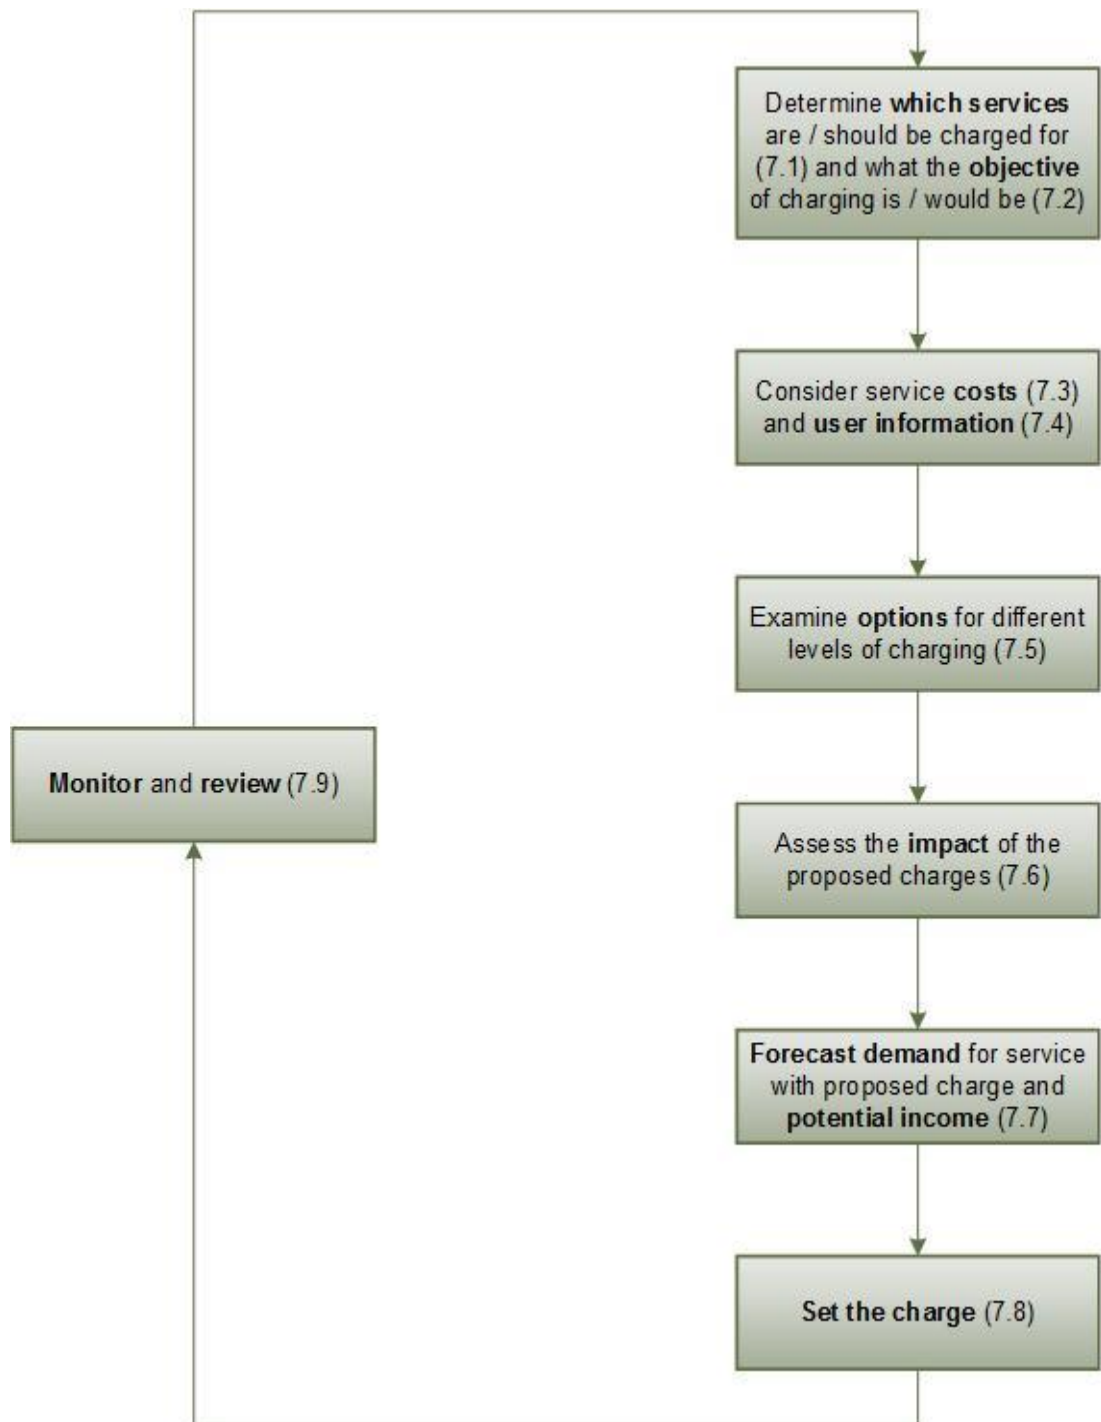 Determine which services
are / should be charged for
(7.1) and what the objective
of charging is / would be (7.2)
Consider service costs (7.3)
and user information (7.4)
Examine options for different
levels of charging (7.5)
Monitor and review (7.9)
Assess the impact of the
proposed charges (7.6)
Forecast demand for service
with proposed charge and
potential income (7.7)
Set the charge (7.8)